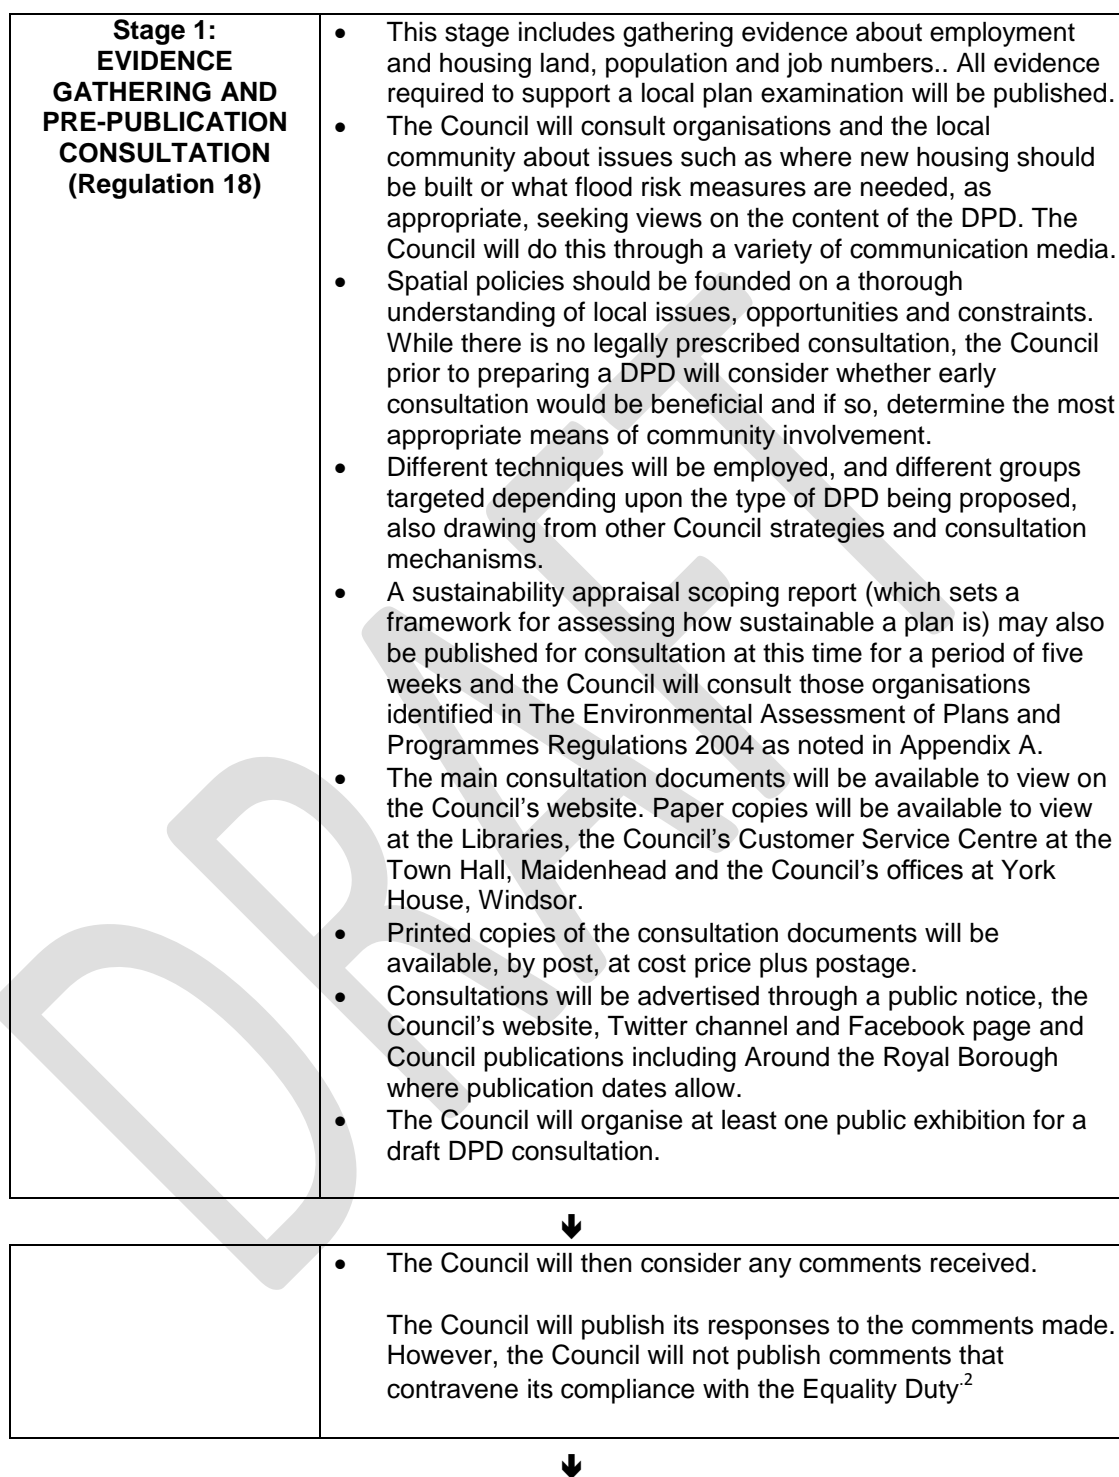 Stage 1:
EVIDENCE
GATHERING AND
PRE-PUBLICATION
CONSULTATION
(Regulation 18)
• This stage includes gathering evidence about employment
and housing land, population and job numbers.. All evidence
required to support a local plan examination will be published.
• The Council will consult organisations and the local
community about issues such as where new housing should
be built or what flood risk measures are needed, as
appropriate, seeking views on the content of the DPD. The
Council will do this through a variety of communication media.
• Spatial policies should be founded on a thorough
understanding of local issues, opportunities and constraints.
While there is no legally prescribed consultation, the Council
prior to preparing a DPD will consider whether early
consultation would be beneficial and if so, determine the most
appropriate means of community involvement.
• Different techniques will be employed, and different groups
targeted depending upon the type of DPD being proposed,
also drawing from other Council strategies and consultation
mechanisms.
• A sustainability appraisal scoping report (which sets a
framework for assessing how sustainable a plan is) may also
be published for consultation at this time for a period of five
weeks and the Council will consult those organisations
identified in The Environmental Assessment of Plans and
Programmes Regulations 2004 as noted in Appendix A.
• The main consultation documents will be available to view on
the Council’s website. Paper copies will be available to view
at the Libraries, the Council’s Customer Service Centre at the
Town Hall, Maidenhead and the Council’s offices at York
House, Windsor.
• Printed copies of the consultation documents will be
available, by post, at cost price plus postage.
• Consultations will be advertised through a public notice, the
Council’s website, Twitter channel and Facebook page and
Council publications including Around the Royal Borough
where publication dates allow.
• The Council will organise at least one public exhibition for a
draft DPD consultation.
• The Council will then consider any comments received.
The Council will publish its responses to the comments made.
However, the Council will not publish comments that
contravene its compliance with the Equality Duty.2
DRAFT